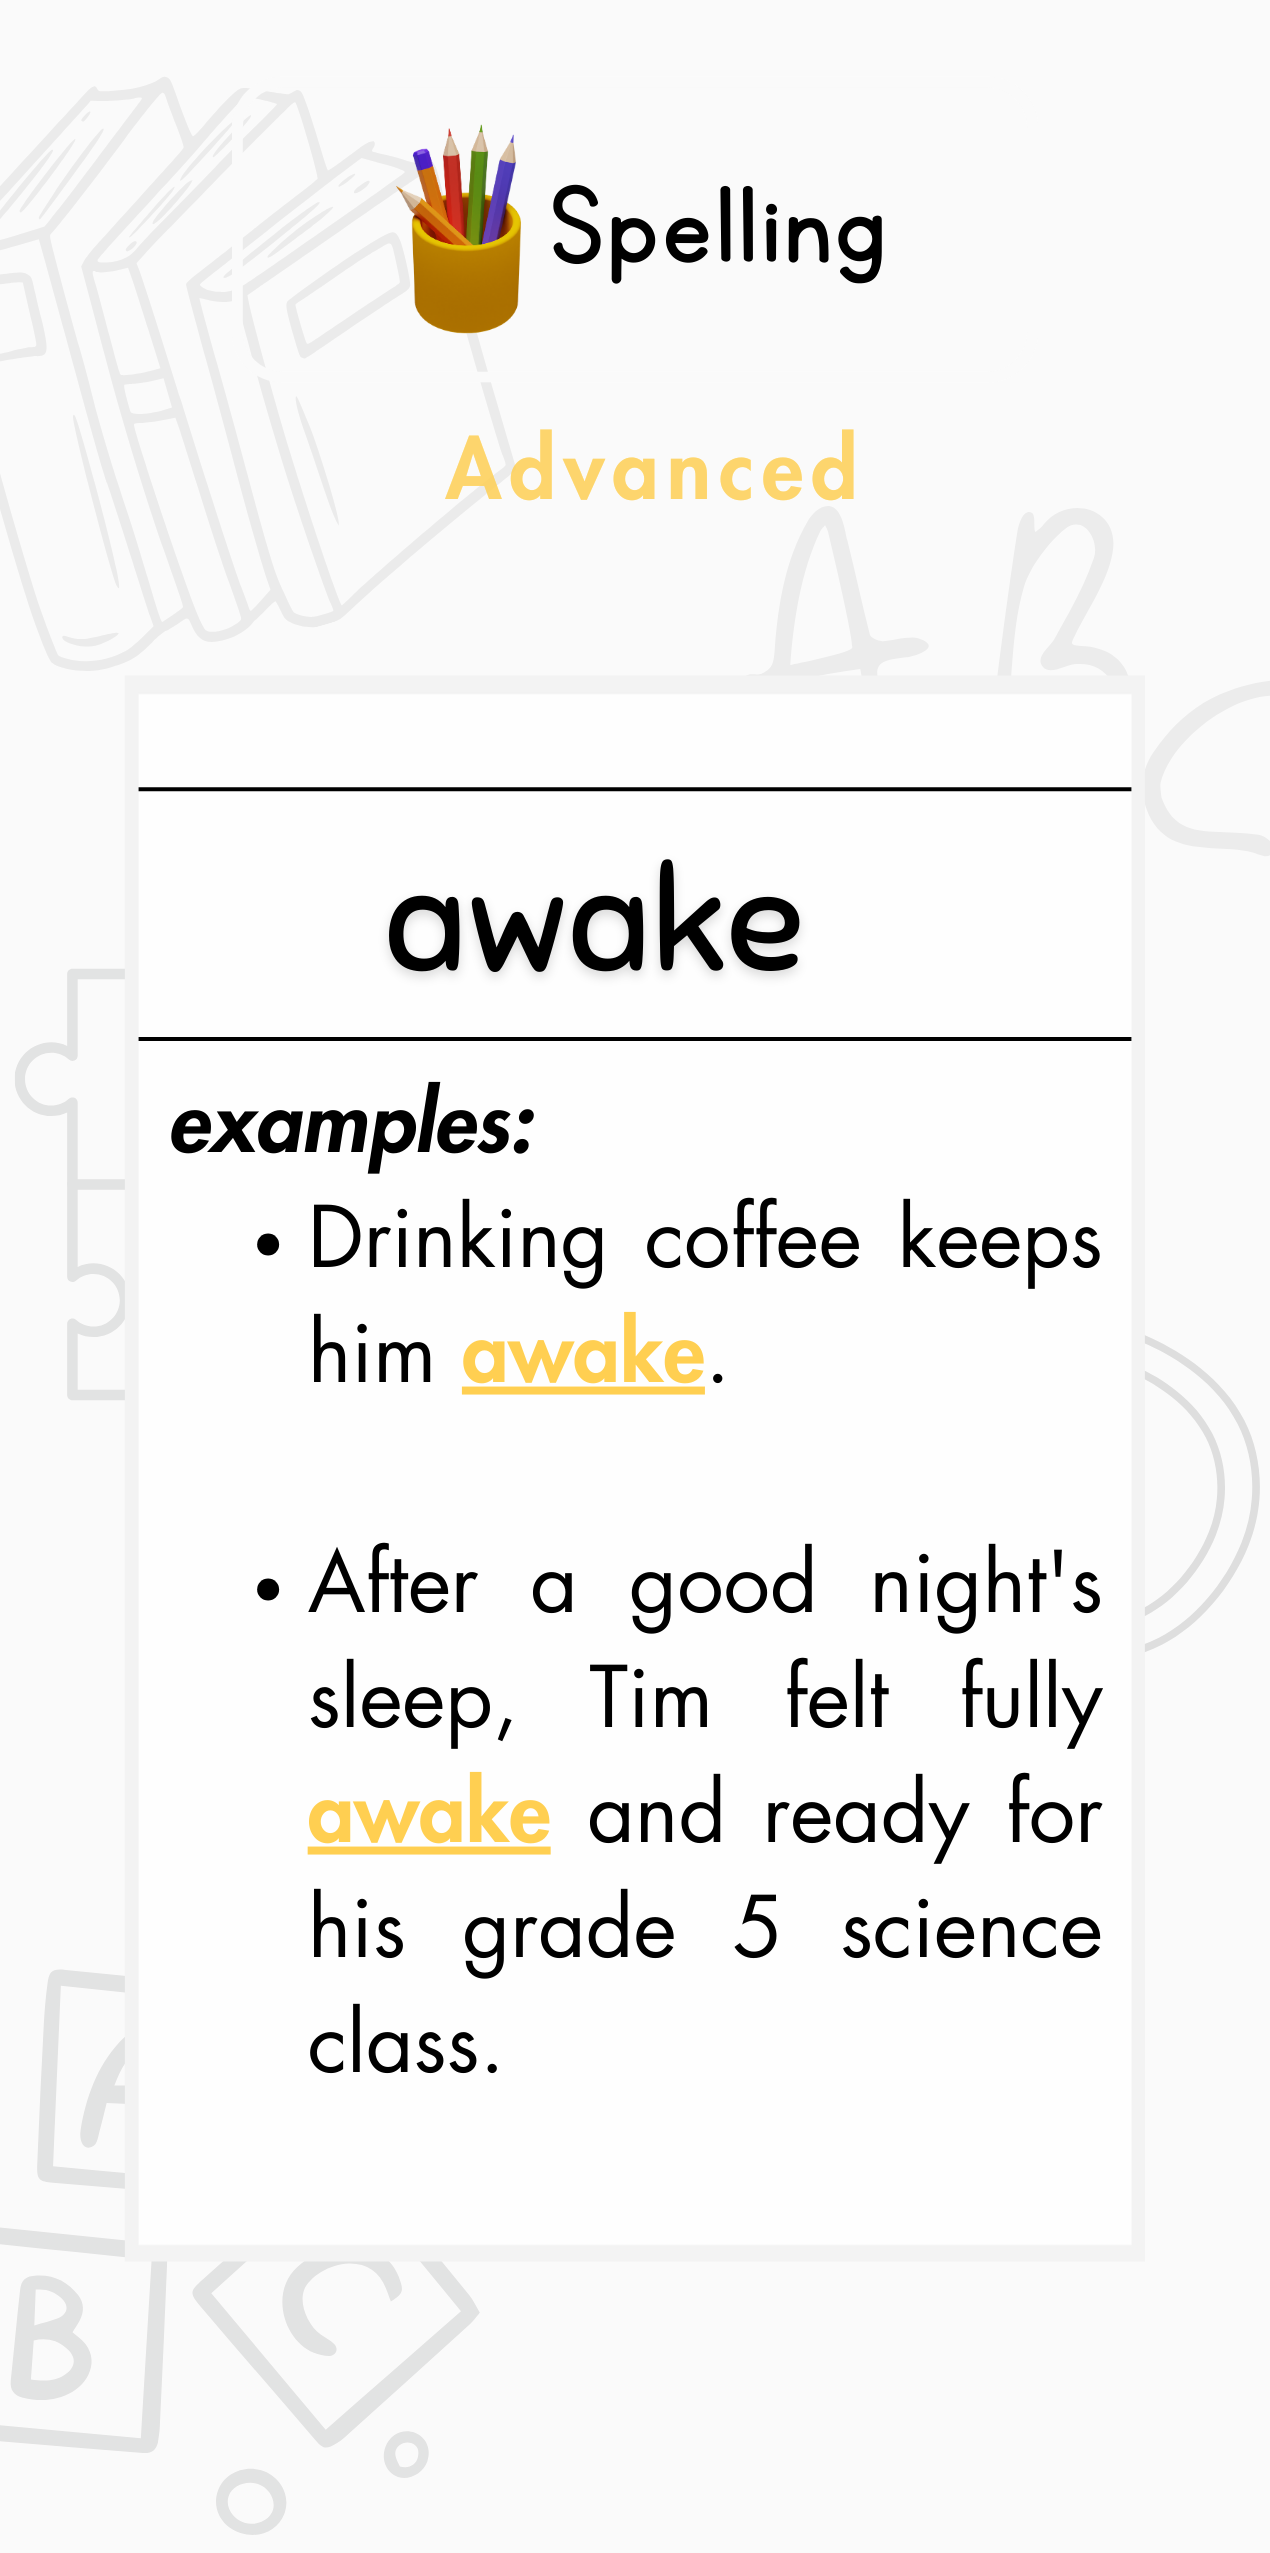 Spelling
Advanced
A B
awake
examples:
• Drinking coffee keeps
him awake.
• After a good night's
sleep, Tim felt fully
awake and ready for
his grade 5 science
class.
A
B
C